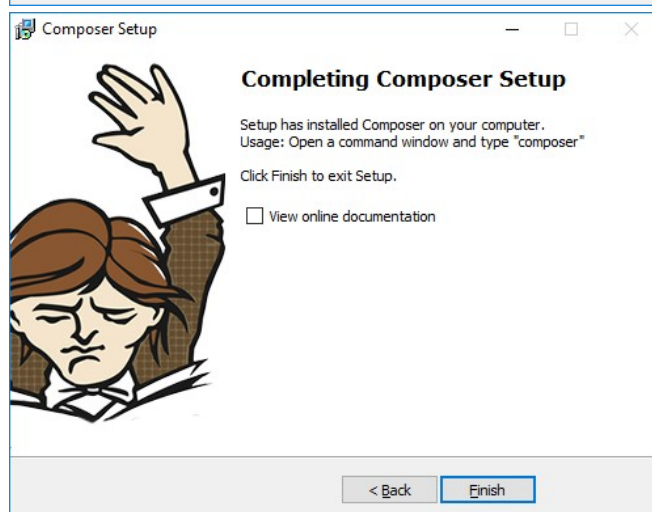 Composer Setup
Completing Composer Setup
Setup has installed Composer on your computer.
Usage: Open a command window and type "composer"
Click Finish to exit Setup.
View online documentation
< Back
Finish